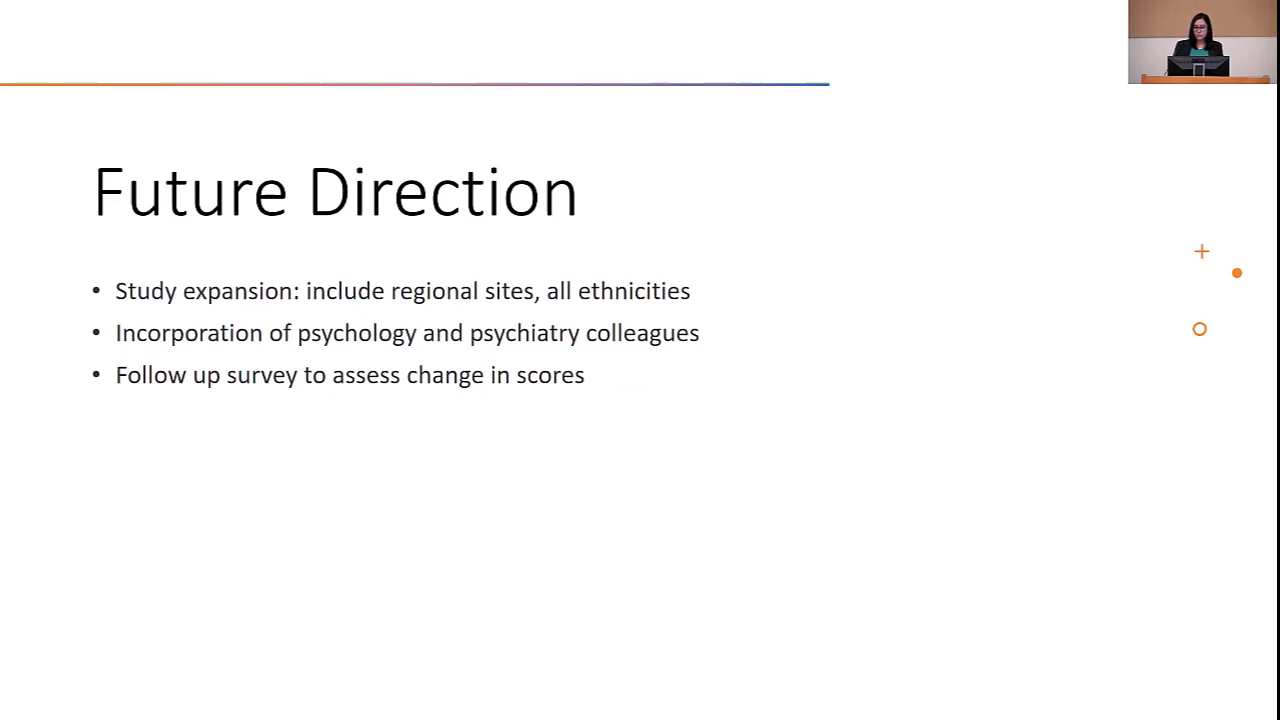 Future Direction
• Study expansion: include regional sites, all ethnicities
• Incorporation of psychology and psychiatry colleagues
• Follow up survey to assess change in scores